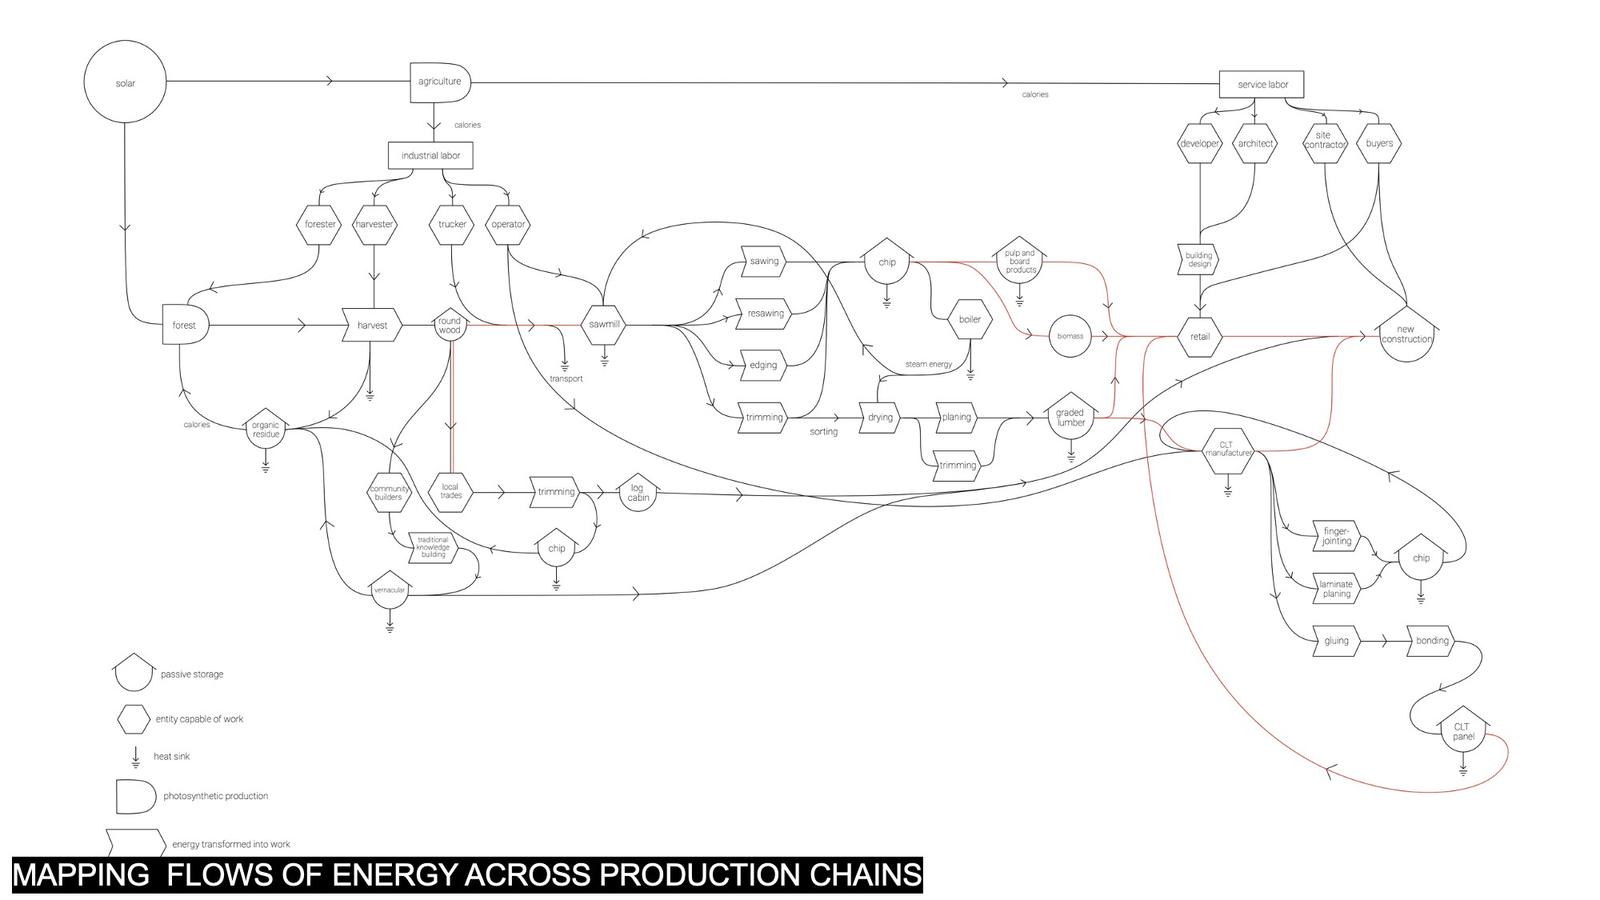 solar
agriculture
calories
service labor
calories
industrial labor
developer
architect
site
contractor
buyers
forester
harvester
trucker
operator
building
design
sawing
chip
pulp and
board
products
forest
harvest
round
wood
sawmill
resawing
boiler
biomass
retail
new
construction
transport
edging
steam energy
calories
organic
residue
trimming
sorting
drying
planing
graded
lumber
trimming
CLT
manufacturer
community
builders
local
trades
trimming
log
cabin
traditional
knowledge
building
chip
vernacular
finger-
jointing
chip
laminate
planing
gluing
bonding
CLT
panel
passive storage
entity capable of work
heat sink
photosynthetic production
energy transformed into work
MAPPING  FLOWS OF ENERGY ACROSS PRODUCTION CHAINS